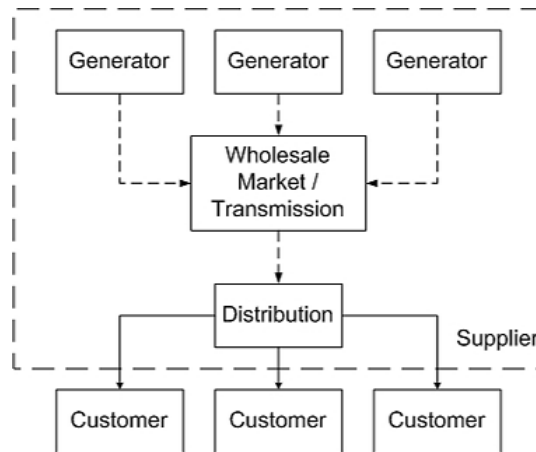 Generator Generator Generator
Wholesale
Market /
Transmission
Distribution
Supplier
Customer Customer Customer